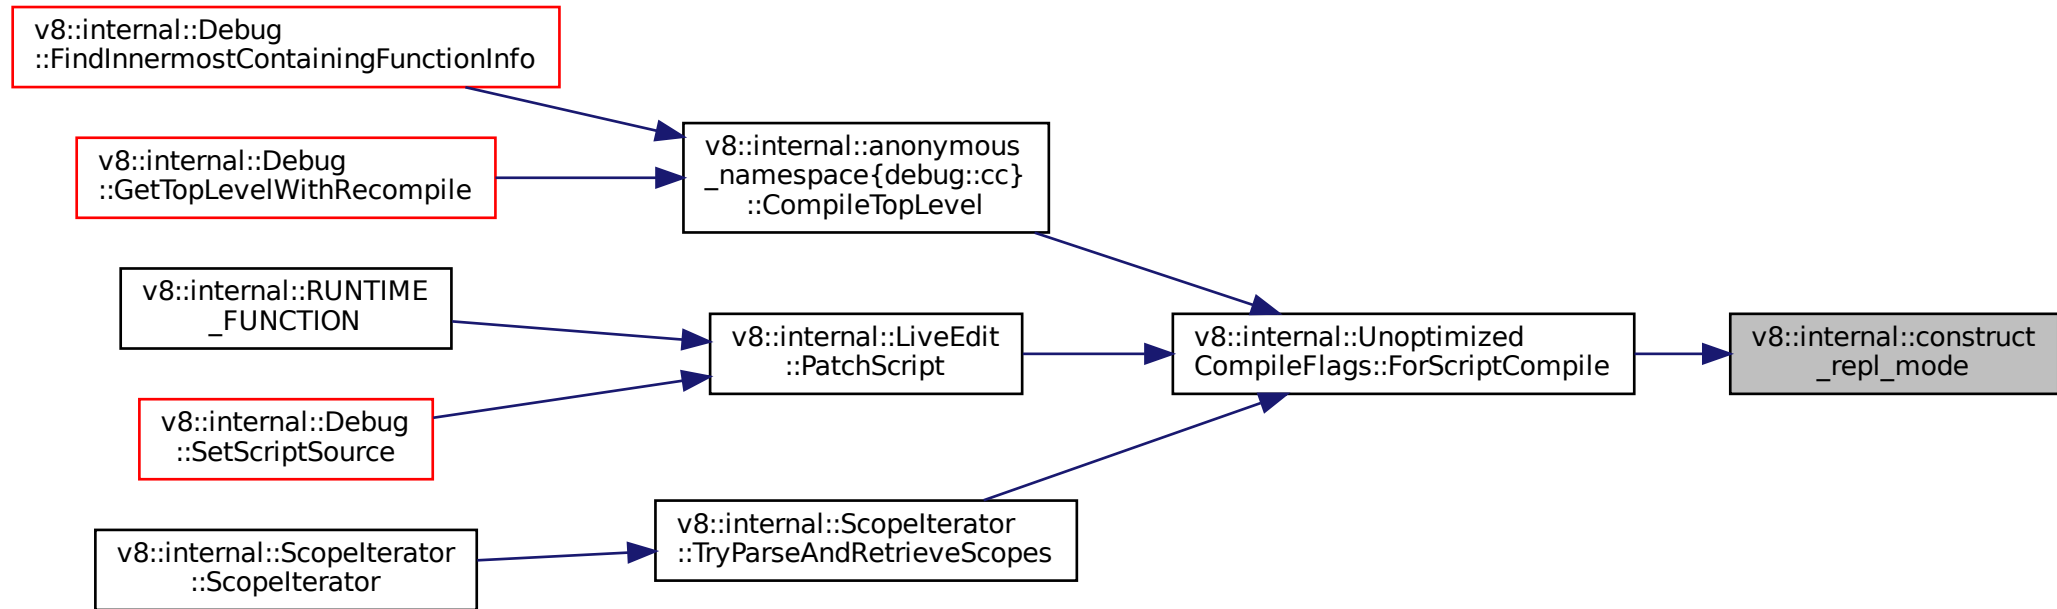 v8::internal::Debug
::FindInnermostContainingFunctionInfo
v8::internal::Debug
::GetTopLevelWithRecompile
v8::internal::RUNTIME
_FUNCTION
v8::internal::Debug
::SetScriptSource
v8::internal::ScopeIterator
::ScopeIterator
v8::internal::anonymous
_namespace{debug::cc}
::CompileTopLevel
v8::internal::LiveEdit
::PatchScript
v8::internal::ScopeIterator
::TryParseAndRetrieveScopes
v8::internal::Unoptimized
CompileFlags::ForScriptCompile
v8::internal::construct
_repl_mode